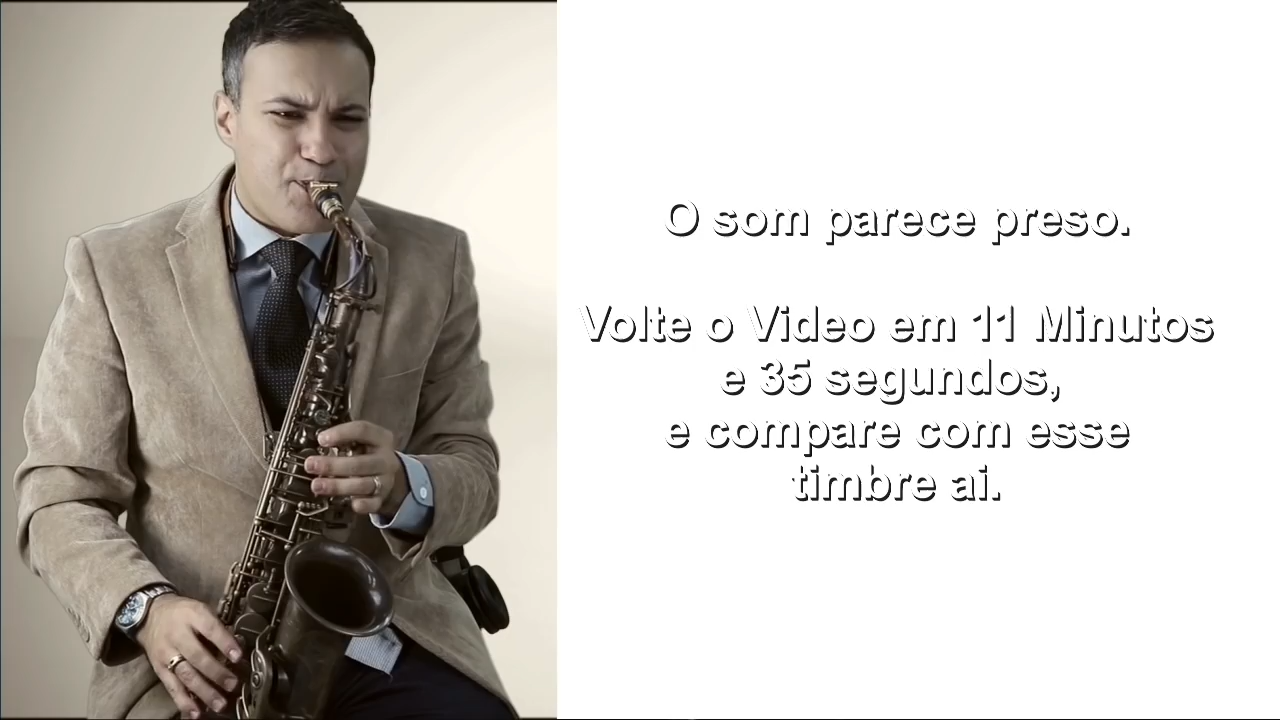 O som parece preso.
Volte o Video em 11 Minutos
e 35 segundos,
e compare com esse
timbre ai.